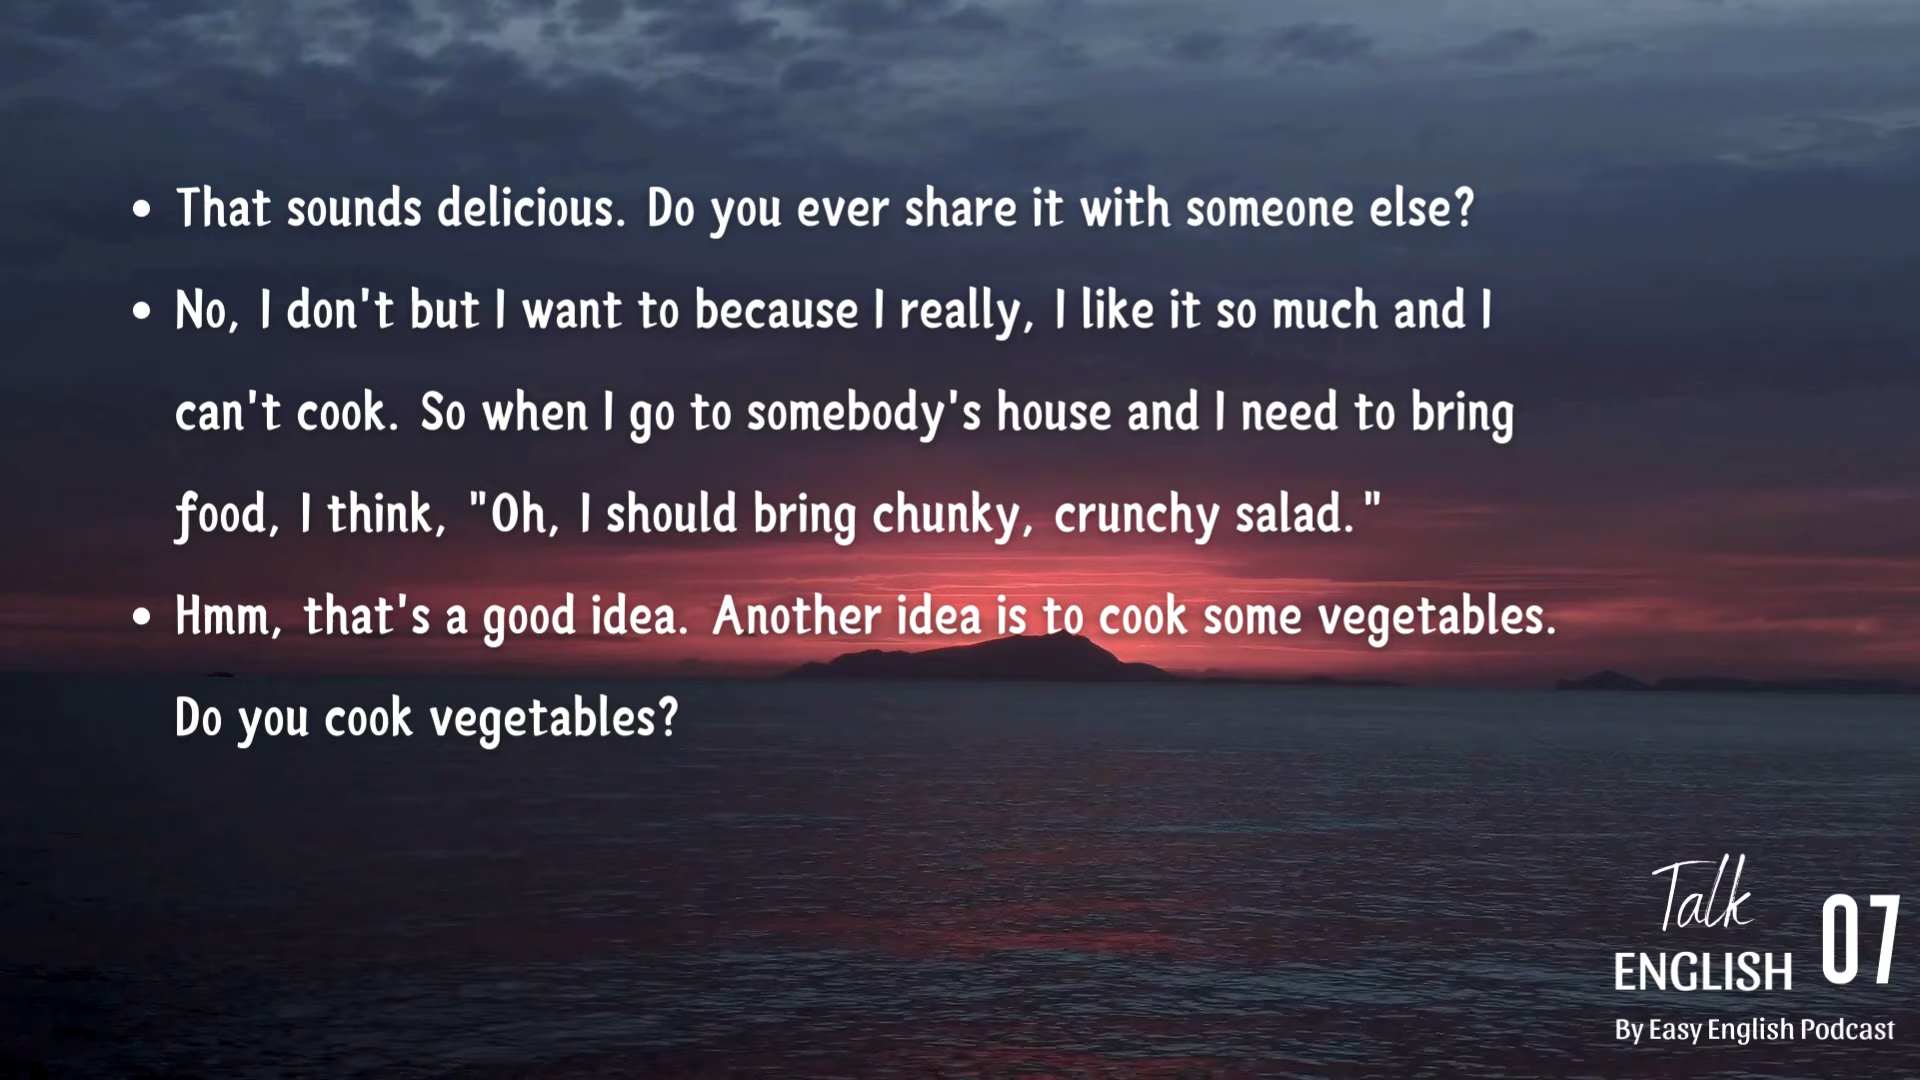 • That sounds delicious. Do you ever share it with someone else?
• No, I don't but I want to because I really, I like it so much and I
can't cook. So when I go to somebody's house and I need to bring
food, I think, "Oh, I should bring chunky, crunchy salad."
• Hmm, that's a good idea. Another idea is to cook some vegetables.
Do you cook vegetables?
Talk
ENGLISH 07
By Easy English Podcast